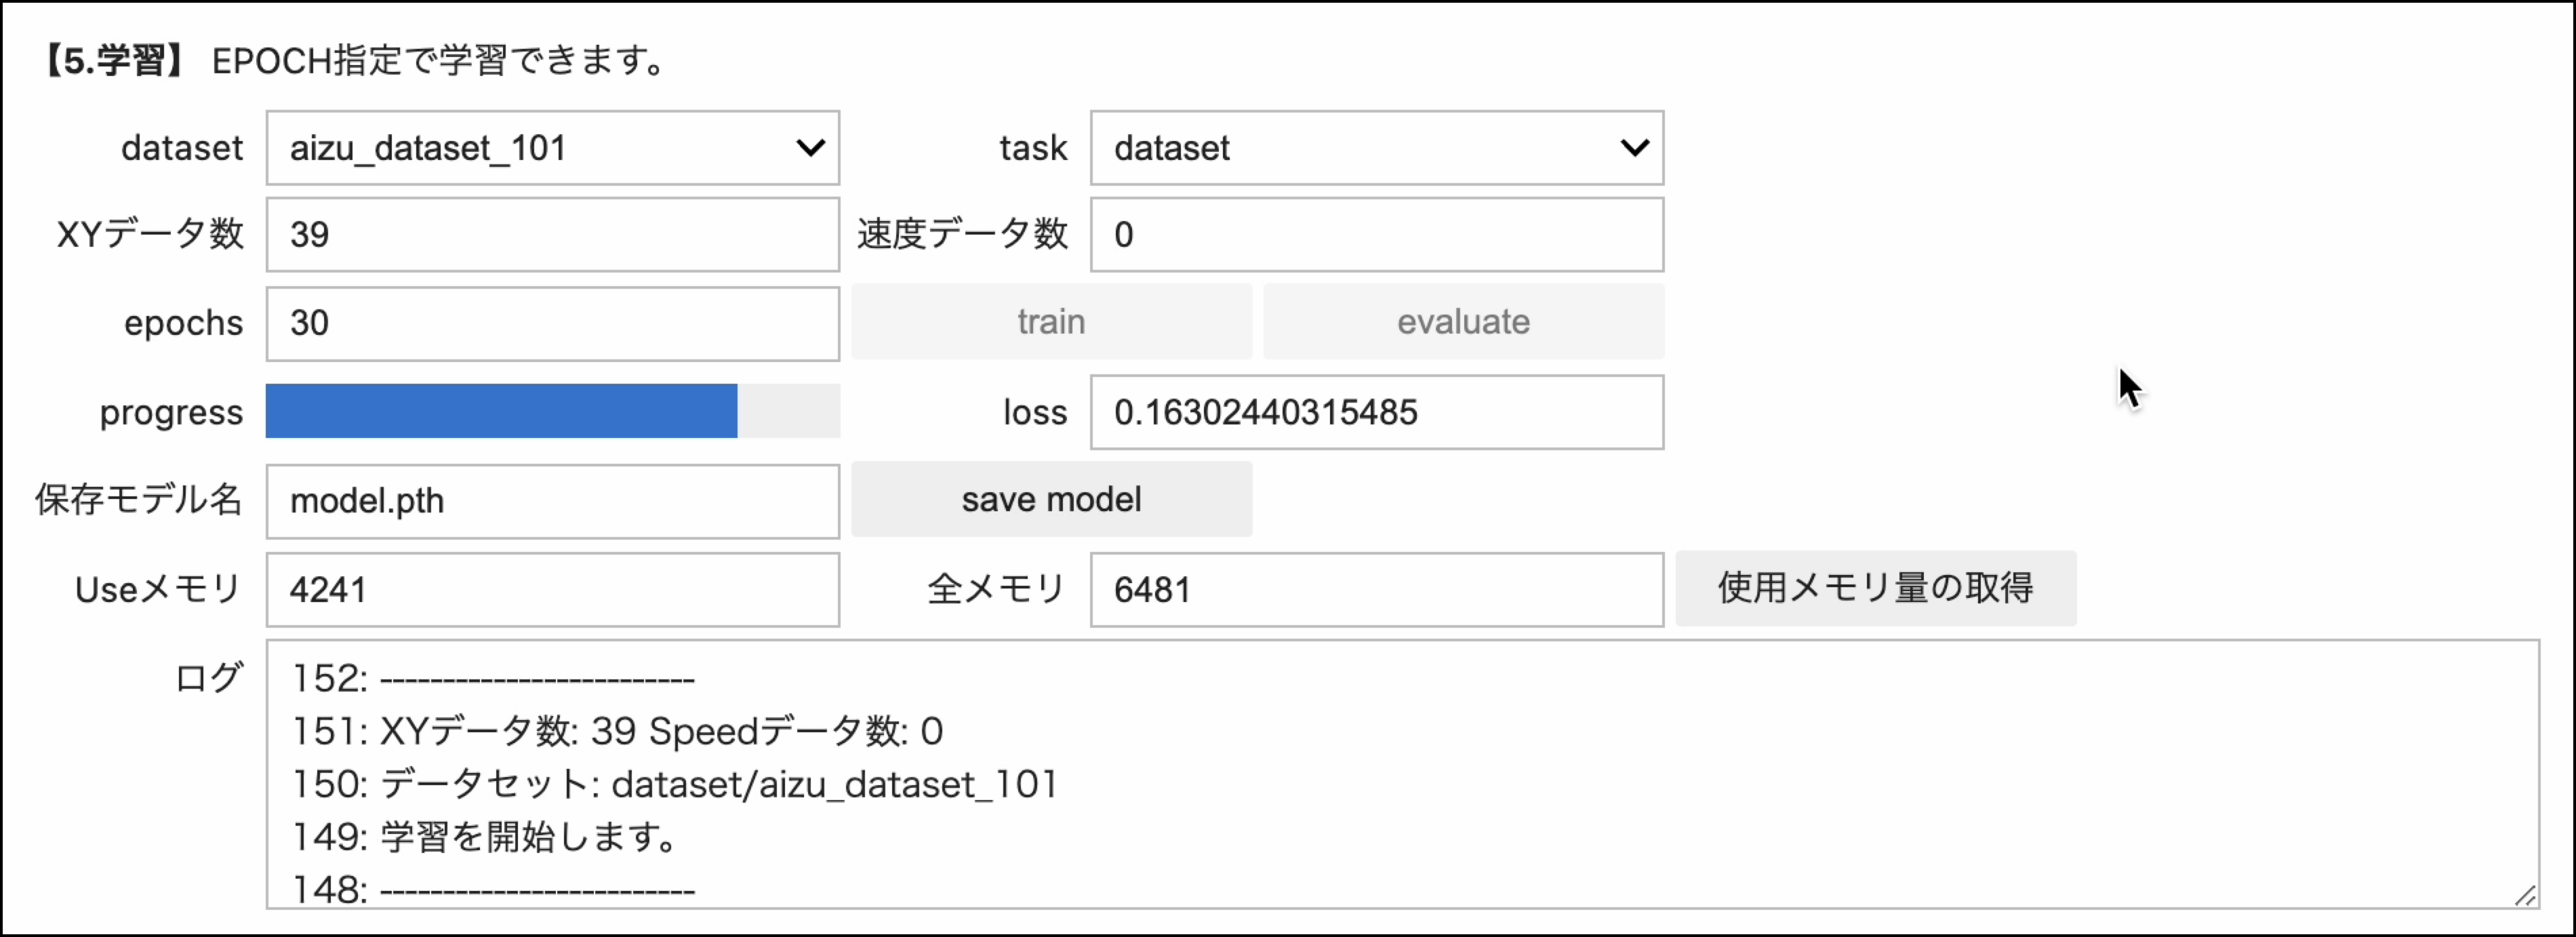 【5.学習】 EPOCH指定で学習できます。
dataset aizu_dataset_101 task dataset
XYデータ数 39 速度データ数 0
epochs 30 train evaluate
progress loss 0.16302440315485
保存モデル名 model.pth save model
Useメモリ 4241 全メモリ 6481 使用メモリ量の取得
ログ 152: -------------------------
151: XYデータ数: 39 Speedデータ数: 0
150: データセット: dataset/aizu_dataset_101
149: 学習を開始します。
148: -------------------------